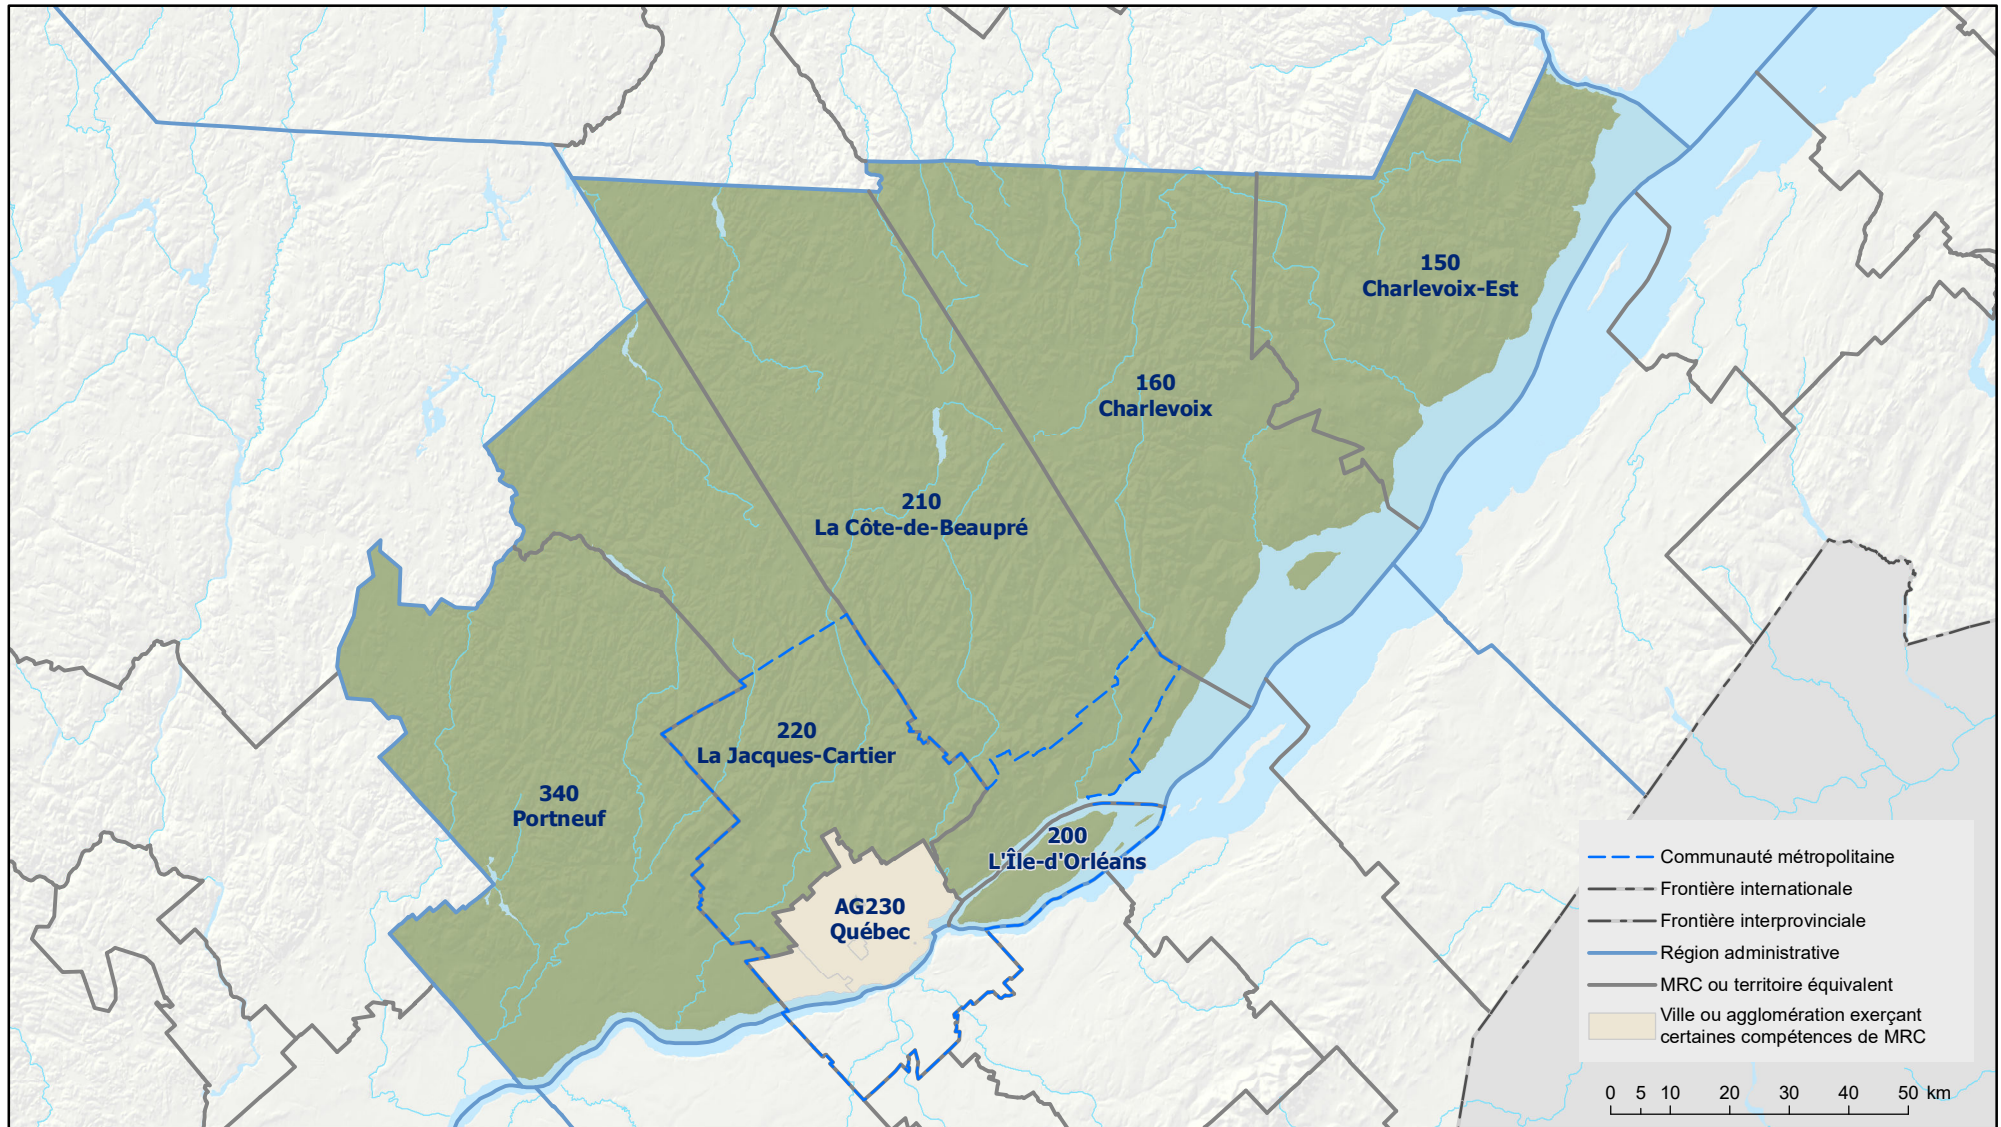 150
Charlevoix-Est
160
Charlevoix
210
La Côte-de-Beaupré
220
La Jacques-Cartier
340
Portneuf
200
L'Île-d'Orléans
AG230
Québec
Communauté métropolitaine
Frontière internationale
Frontière interprovinciale
Région administrative
MRC ou territoire équivalent
Ville ou agglomération exerçant
certaines compétences de MRC
0 5 10 20 30 40 50 km